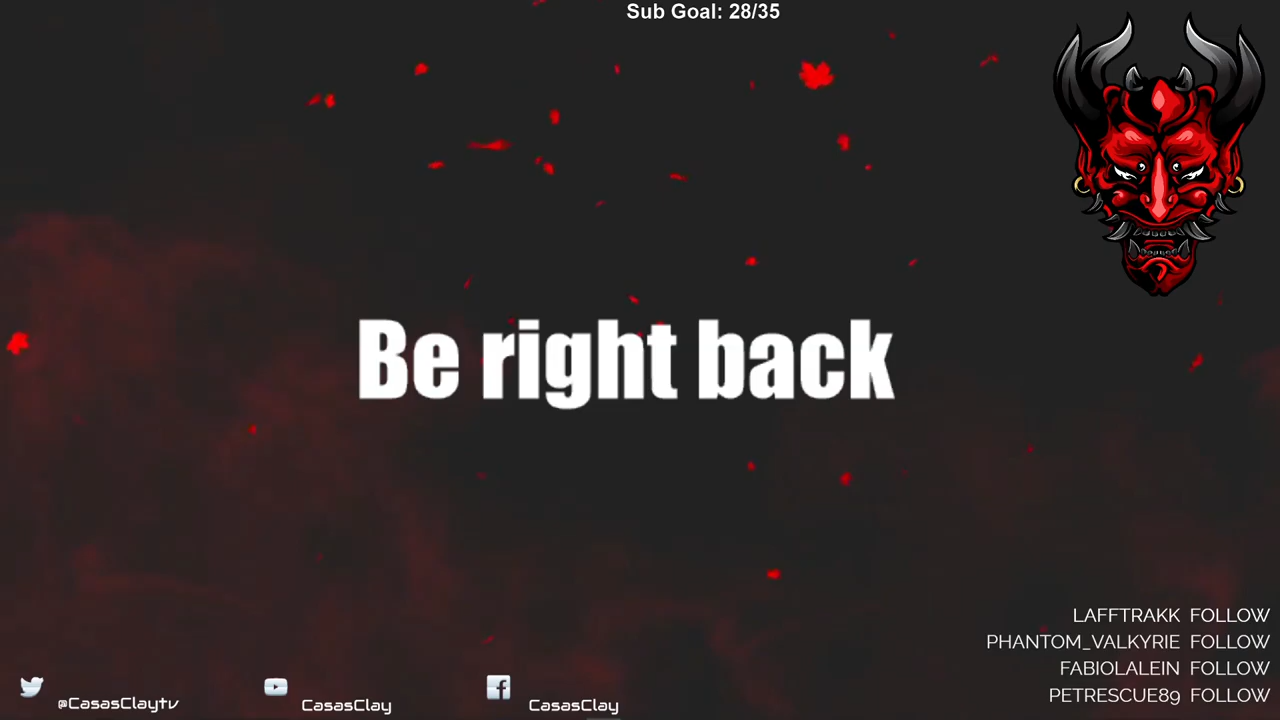 Sub Goal: 28/35
Be right back
LAFFTRAKK FOLLOW
PHANTOM_VALKYRIE FOLLOW
FABIOLALEIN FOLLOW
PETRESCUE89 FOLLOW
@CasasClaytv
CasasClay
CasasClay